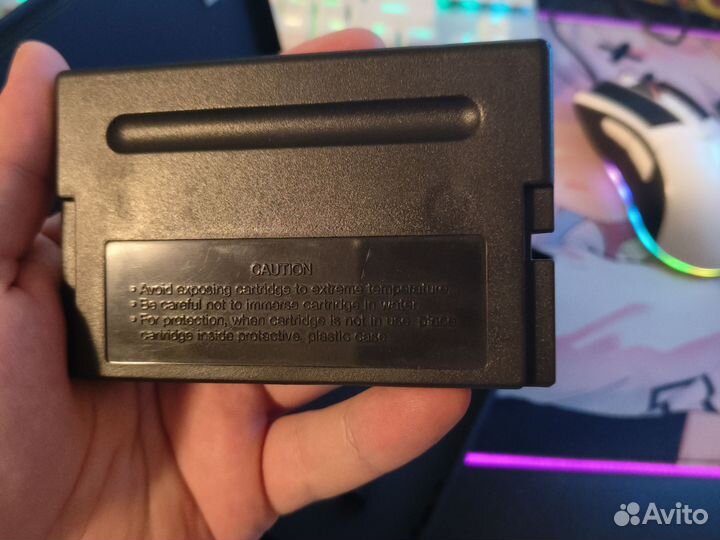 CAUTION
• Avoid exposing cartridge to extreme temperature.
• Be careful not to immerse cartridge in water.
• For protection, when cartridge is not in use, place
cartridge inside protective, plastic case.
Avito